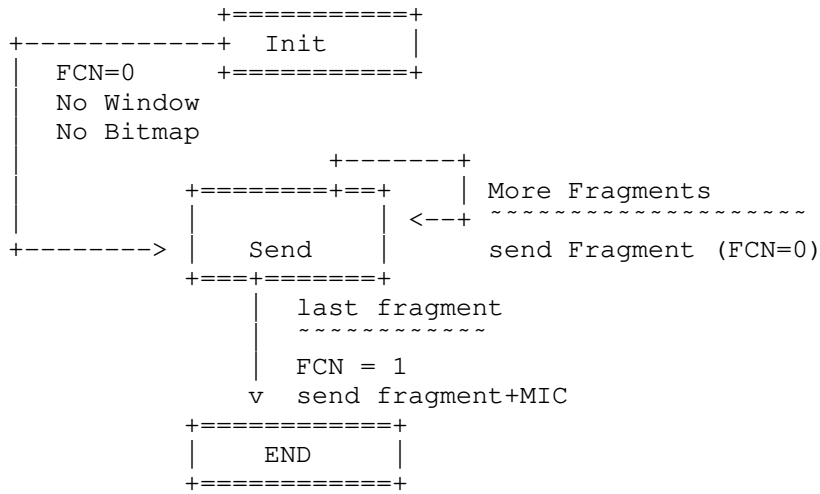 Init
FCN=0
No Window
No Bitmap
More Fragments
~~~~~~~~~~~~~~~~~~~~
send Fragment (FCN=0)
Send
last fragment
~~~~~~~~~~~~
FCN = 1
send fragment+MIC
END